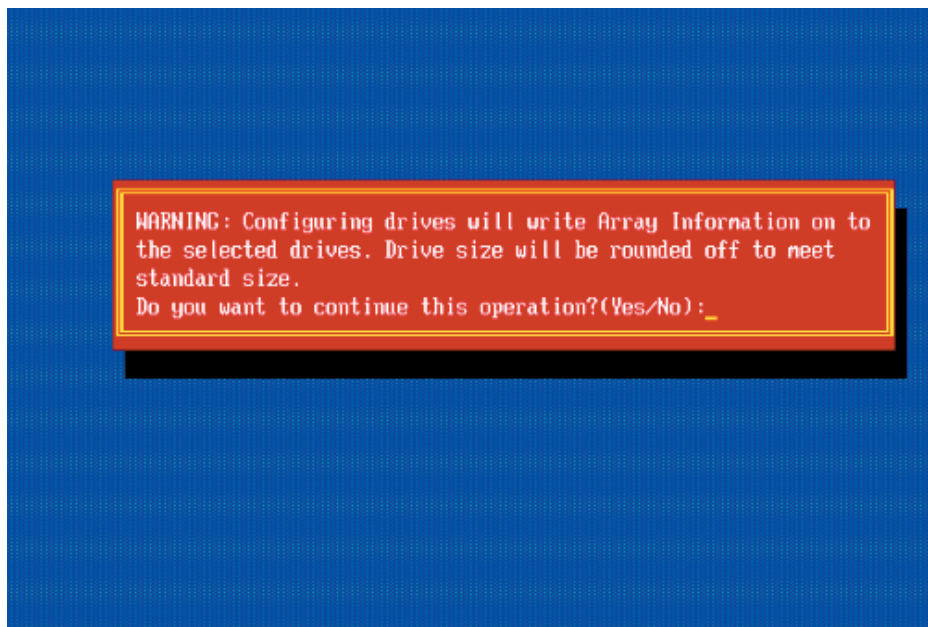 WARNING: Configuring drives will write Array Information on to
the selected drives. Drive size will be rounded off to meet
standard size.
Do you want to continue this operation?(Yes/No):_